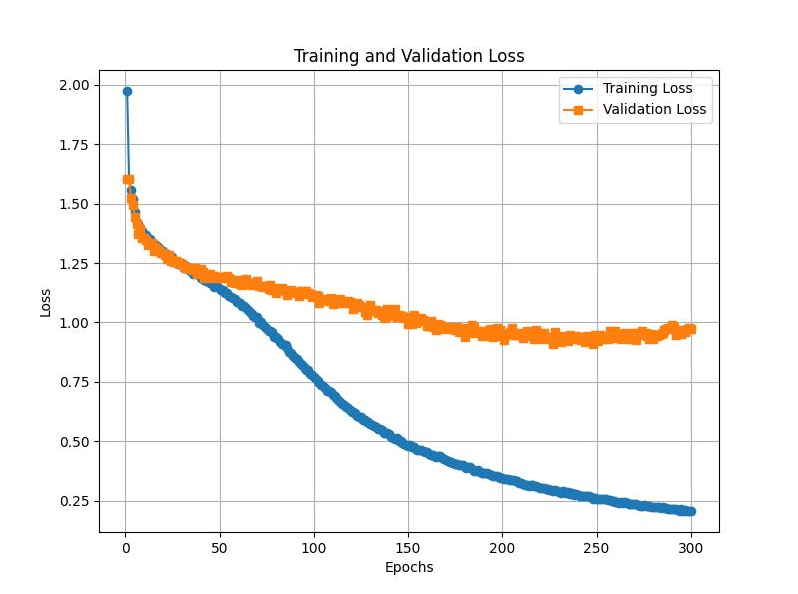 Training and Validation Loss
Training Loss
Validation Loss
2.00
1.75
1.50
1.25
1.00
0.75
0.50
0.25
Loss
0 50 100 150 200 250 300
Epochs